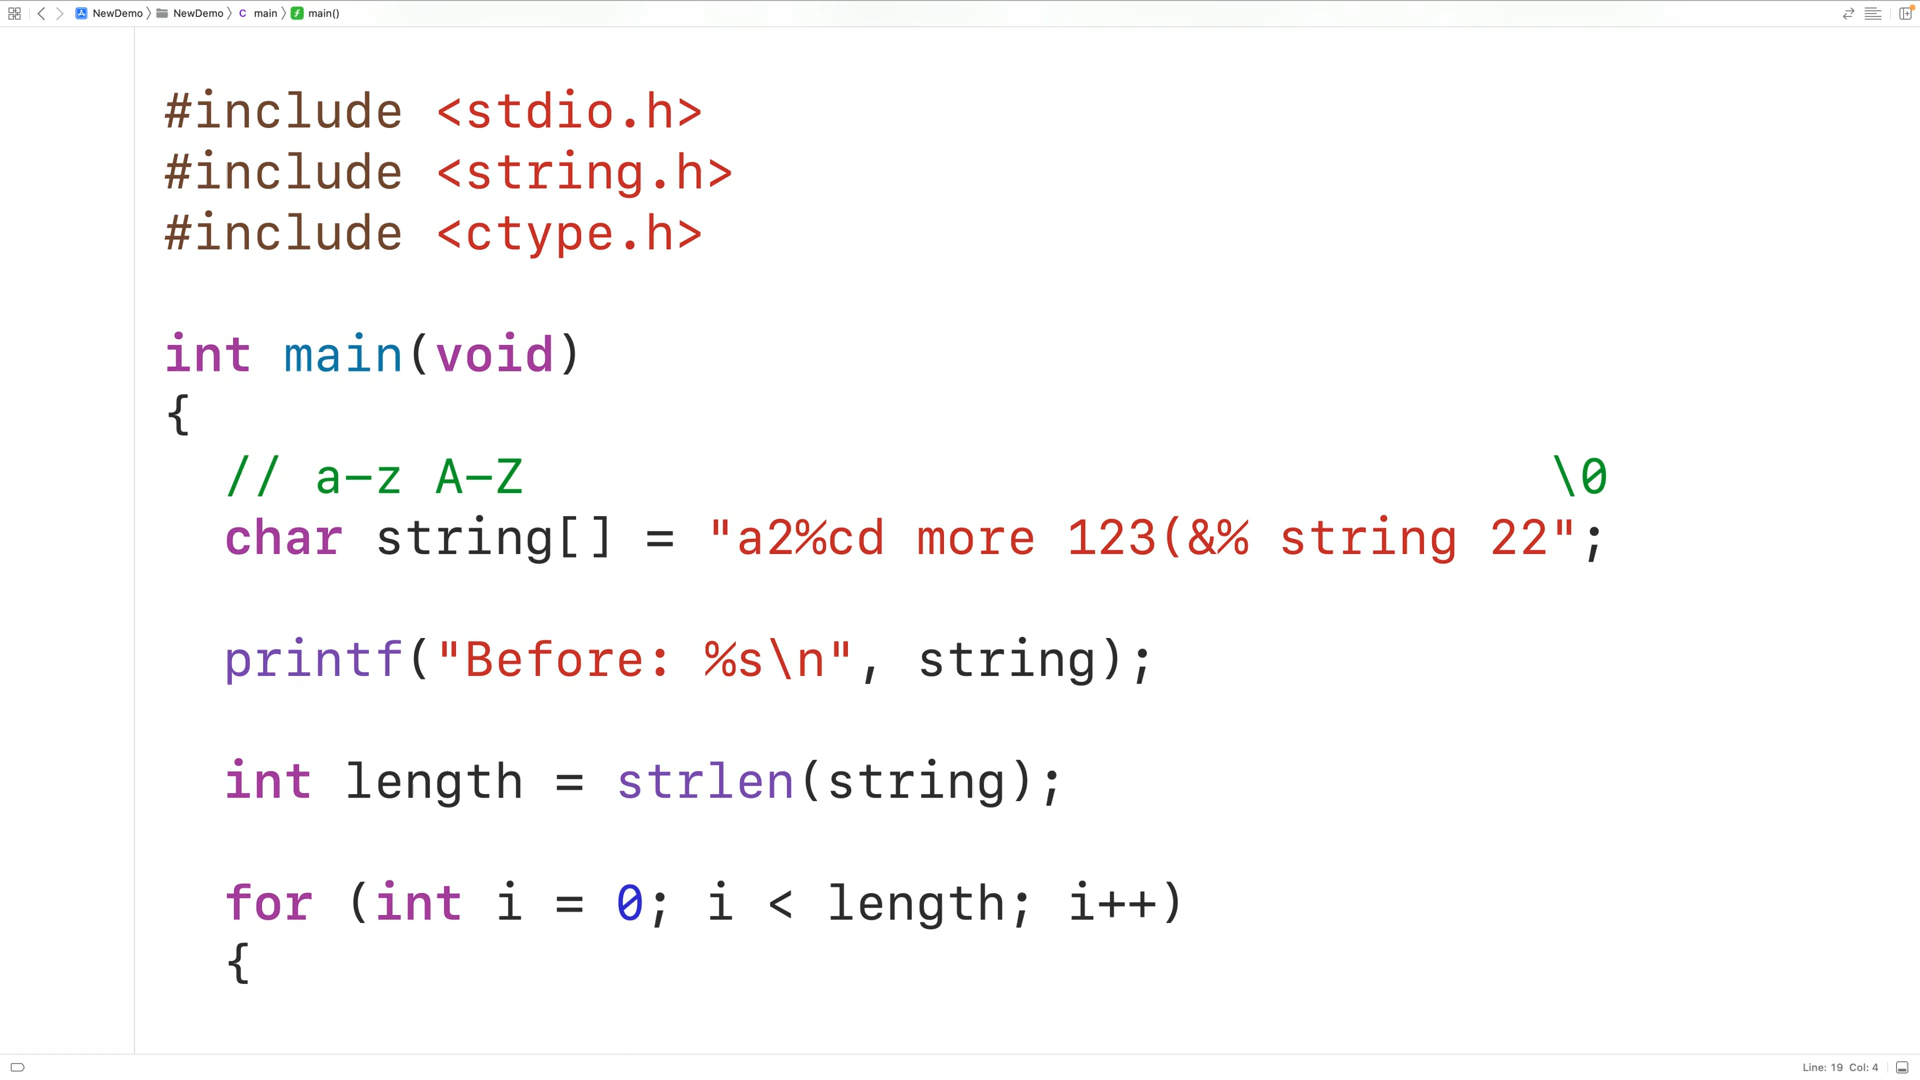 NewDemo NewDemo C main f main()
#include <stdio.h>
#include <string.h>
#include <ctype.h>
int main(void)
{
// a-z A-Z \0
char string[] = "a2%cd more 123(&% string 22";
printf("Before: %s\n", string);
int length = strlen(string);
for (int i = 0; i < length; i++)
{
Line: 19 Col: 4